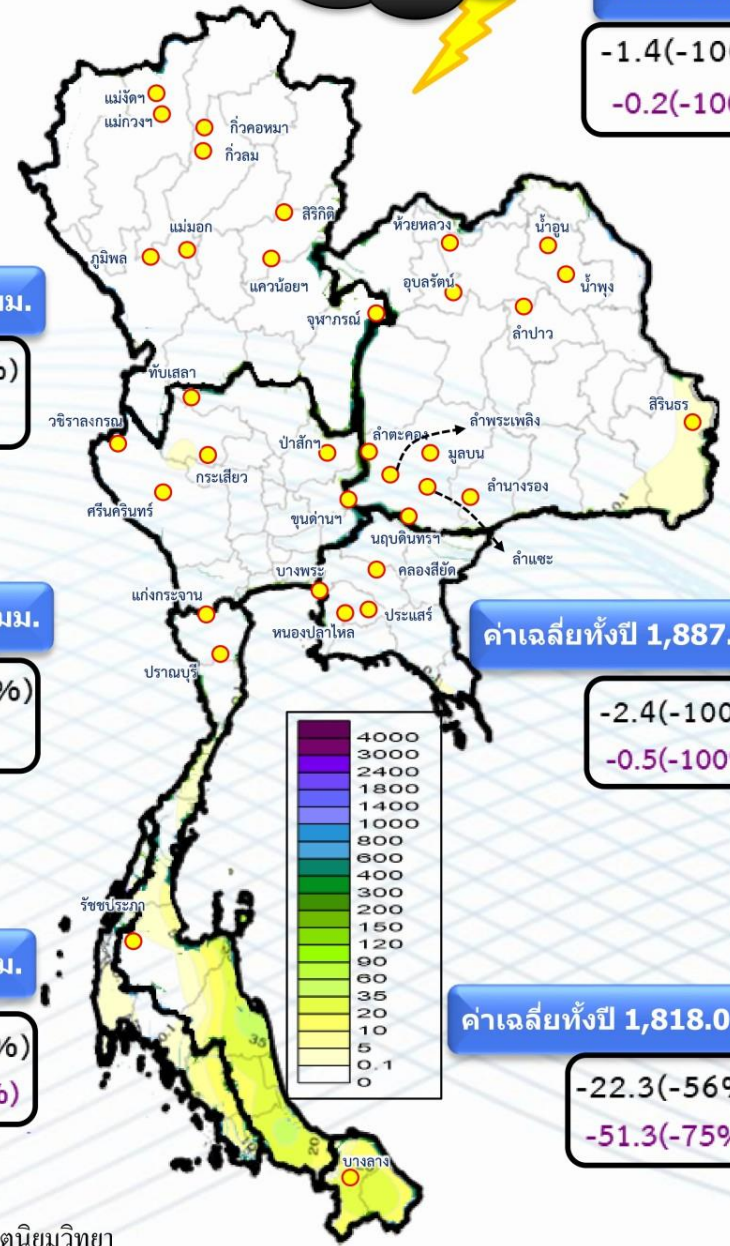 -1.4(-100
-0.2(-100
แม่งัดฯ
แม่กวงฯ
กิ่วคอหมา
กิ่วลม
สิริกิติ์
แม่มอก
ภูมิพล
แควน้อยฯ
ห้วยหลวง
น้ำอูน
อุบลรัตน์
น้ำพุง
จุฬาภรณ์
ลำปาว
มม.
)
ทับเสลา
สิรินธร
วชิราลงกรณ
ป่าสักฯ
ลำตะคอง
ลำพระเพลิง
มูลบน
กระเสียว
ลำนางรอง
ศรีนครินทร์
ขุนด่านฯ
0.1
นฤบดินทรฯ
ลำแซะ
บางพระ
คลองสียัด
แก่งกระจาน
ประแสร์
หนองปลาไหล
มม.
ค่าเฉลี่ยทั้งปี 1,887.
ปราณบุรี
%)
0.1
0.1
-2.4(-100
-0.5(-100
4000
3000
2400
1800
1400
1000
800
600
400
300
200
150
120
90
60
35
20
10
5
0.1
0
รัชชประภา
ม.
ค่าเฉลี่ยทั้งปี 1,818.0
%)
%)
0.1
35
-22.3(-56%
-51.3(-75%
10
20
บางลาง
ตุนิยมวิทยา